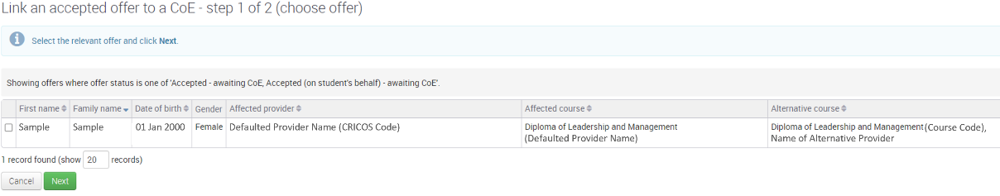 Link an accepted offer to a CoE - step 1 of 2 (choose offer)
Select the relevant offer and click Next.
Showing offers where offer status is one of 'Accepted - awaiting CoE, Accepted (on student's behalf) - awaiting CoE'.
First name Family name Date of birth Gender Affected provider Affected course Alternative course
Sample Sample 01 Jan 2000 Female Defaulted Provider Name (CRICOS Code) Diploma of Leadership and Management Diploma of Leadership and Management (Course Code),
(Defaulted Provider Name) Name of Alternative Provider
1 record found (show 20 records)
Cancel Next